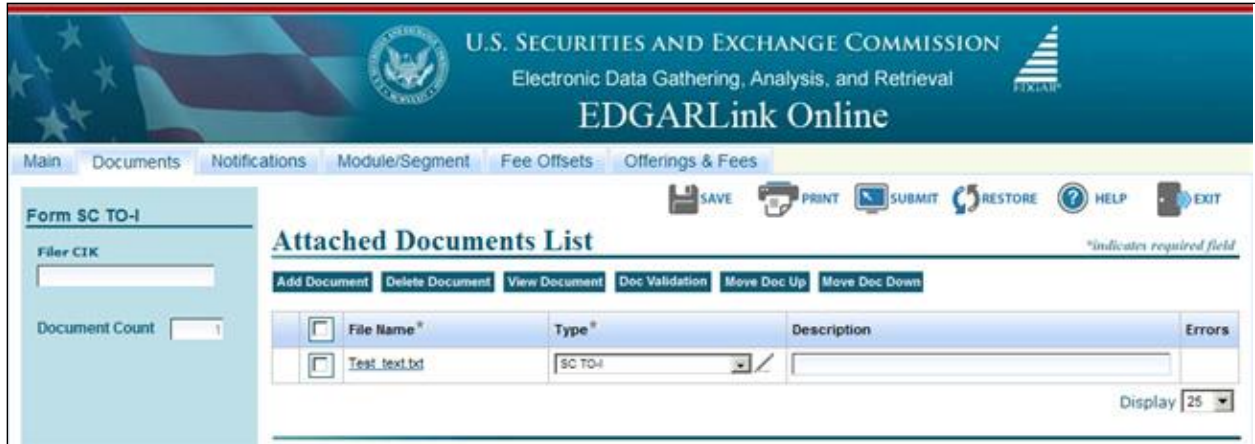 U.S. SECURITIES AND EXCHANGE COMMISSION
Electronic Data Gathering, Analysis, and Retrieval
EDGAR
EDGARLink Online
Main Documents Notifications Module/Segment Fee Offsets Offerings & Fees
SAVE PRINT SUBMIT RESTORE HELP EXIT
Form SC TO-I
Attached Documents List
*indicates required field
Filer CIK
Add Document Delete Document View Document Doc Validation Move Doc Up Move Doc Down
Document Count 1
File Name* Type* Description Errors
Test_text.txt SC TO-I
Display 25